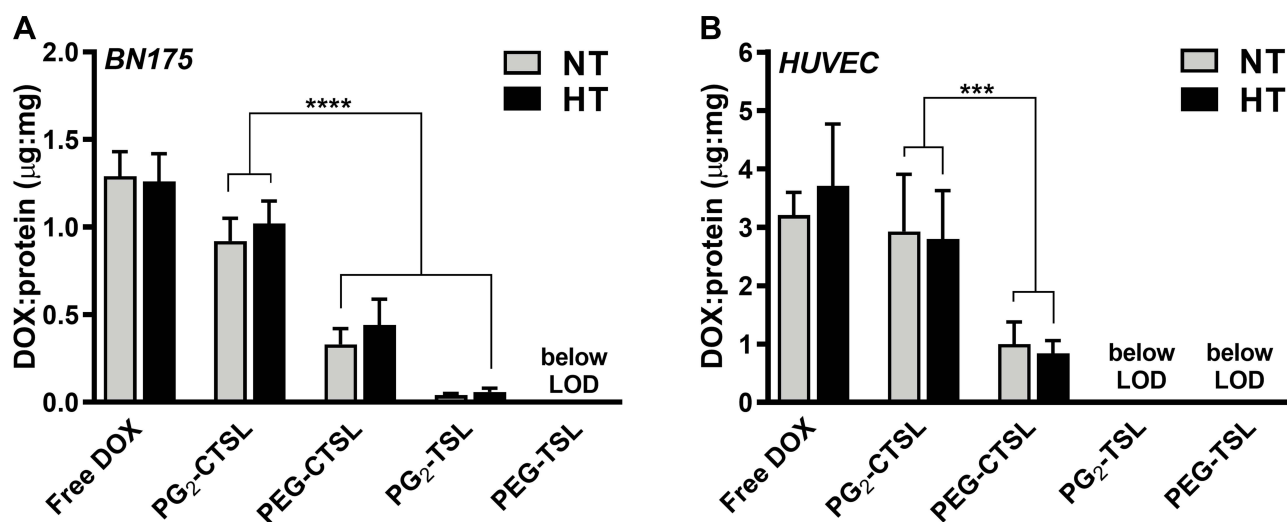 A
BN175
NT
HT
****
DOX:protein (μg:mg)
2.0
1.5
1.0
0.5
0.0
below
LOD
Free DOX
PG₂-CTSL
PEG-CTSL
PG₂-TSL
PEG-TSL
B
HUVEC
NT
HT
***
DOX:protein (μg:mg)
6
5
4
3
2
1
0
below
LOD
below
LOD
Free DOX
PG₂-CTSL
PEG-CTSL
PG₂-TSL
PEG-TSL